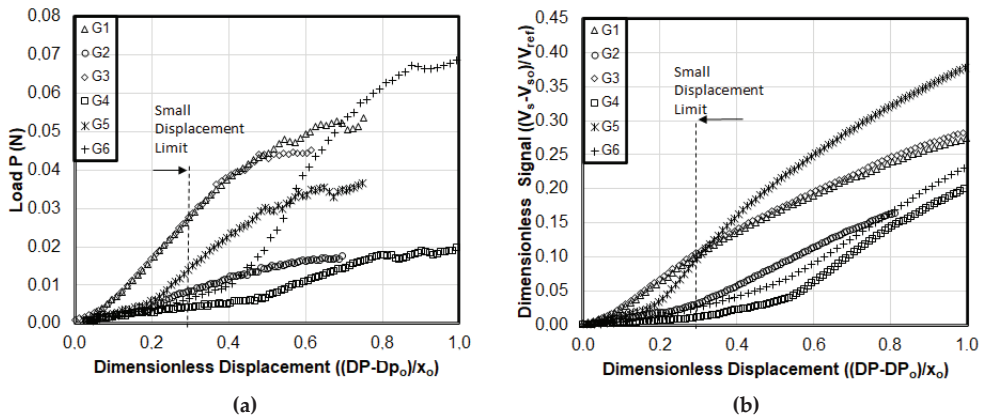 (a)
0.08
0.07
0.06
0.05
0.04
0.03
0.02
0.01
0.00
Load P (N)
G1
G2
G3
G4
G5
G6
Small
Displacement
Limit
0.0 0.2 0.4 0.6 0.8 1.0
Dimensionless Displacement ((DP-Dpo)/xo)
(a)
(b)
0.45
0.40
0.35
0.30
0.25
0.20
0.15
0.10
0.05
0.00
Dimensionless Signal ((Vs-Vso)/Vref)
G1
G2
G3
G4
G5
G6
Small
Displacement
Limit
0.0 0.2 0.4 0.6 0.8 1.0
Dimensionless Displacement ((DP-DPo)/xo)
(b)